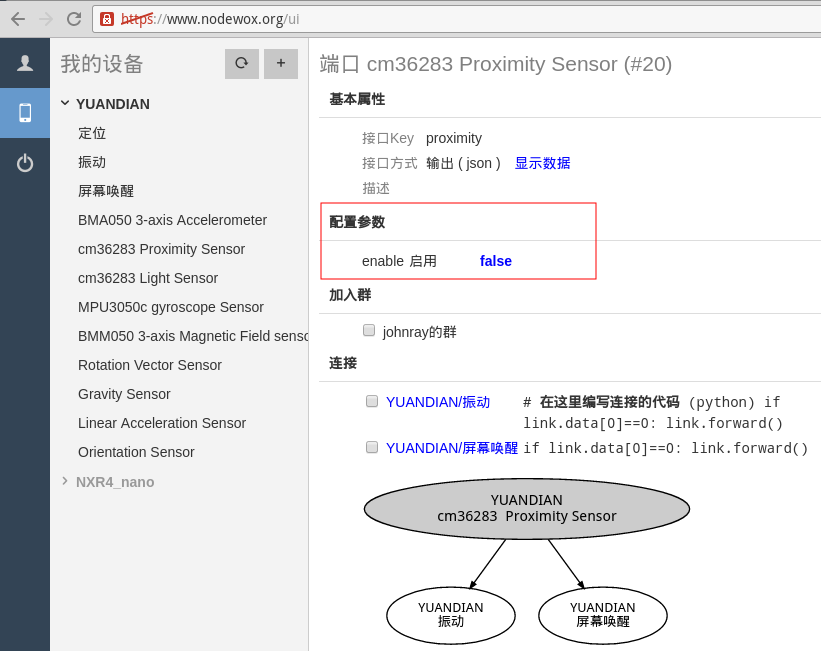 https://www.nodewox.org/ui
我的设备
+
YUANDIAN
定位
振动
屏幕唤醒
BMA050 3-axis Accelerometer
cm36283 Proximity Sensor
cm36283 Light Sensor
MPU3050c gyroscope Sensor
BMM050 3-axis Magnetic Field senso
Rotation Vector Sensor
Gravity Sensor
Linear Acceleration Sensor
Orientation Sensor
NXR4_nano
端口 cm36283 Proximity Sensor (#20)
基本属性
接口Key proximity
接口方式 输出 ( json ) 显示数据
描述
配置参数
enable 启用 false
加入群
johnray的群
连接
YUANDIAN/振动 # 在这里编写连接的代码 (python) if
link.data[0]==0: link.forward()
YUANDIAN/屏幕唤醒 if link.data[0]==0: link.forward()
YUANDIAN
cm36283 Proximity Sensor
YUANDIAN
振动
YUANDIAN
屏幕唤醒